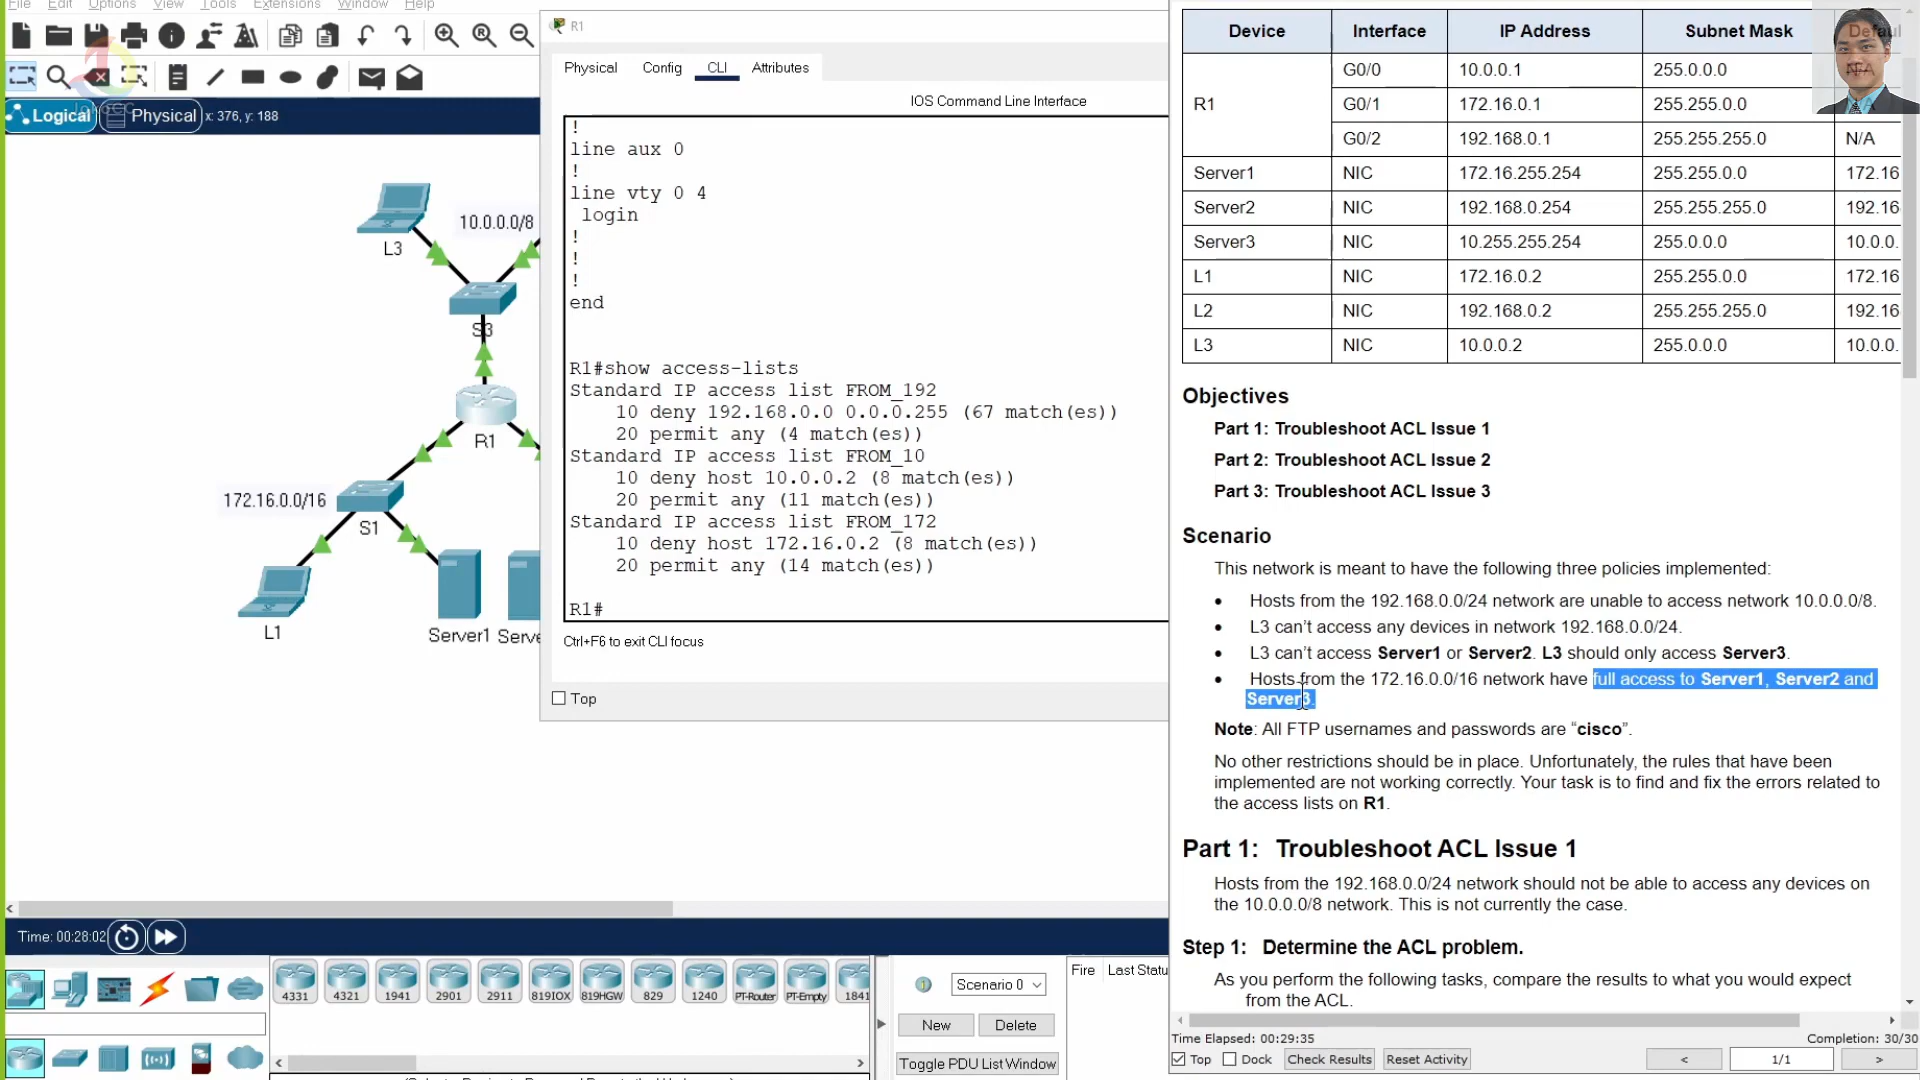 File Edit Options View Tools Extensions Window Help
Logical
Physical x: 376, y: 188
L3
10.0.0.0/8
S3
R1
172.16.0.0/16
S1
L1
Server1
R1
Physical Config CLI Attributes
IOS Command Line Interface
!
line aux 0
!
line vty 0 4
login
!
!
!
end
R1#show access-lists
Standard IP access list FROM_192
10 deny 192.168.0.0 0.0.0.255 (67 match(es))
20 permit any (4 match(es))
Standard IP access list FROM_10
10 deny host 10.0.0.2 (8 match(es))
20 permit any (11 match(es))
Standard IP access list FROM_172
10 deny host 172.16.0.2 (8 match(es))
20 permit any (14 match(es))
R1#
Ctrl+F6 to exit CLI focus
Top
Time: 00:28:02
4331 4321 1941 2901 2911 819IOX 819HGW 829 1240 PT-Router PT-Empty 1841
Scenario 0
New Delete
Toggle PDU List Window
Fire Last Statu
Device Interface IP Address Subnet Mask Defaul
R1 G0/0 10.0.0.1 255.0.0.0 N/A
G0/1 172.16.0.1 255.255.0.0
G0/2 192.168.0.1 255.255.255.0 N/A
Server1 NIC 172.16.255.254 255.255.0.0 172.16
Server2 NIC 192.168.0.254 255.255.255.0 192.16
Server3 NIC 10.255.255.254 255.0.0.0 10.0.0.
L1 NIC 172.16.0.2 255.255.0.0 172.16
L2 NIC 192.168.0.2 255.255.255.0 192.16
L3 NIC 10.0.0.2 255.0.0.0 10.0.0.
Objectives
Part 1: Troubleshoot ACL Issue 1
Part 2: Troubleshoot ACL Issue 2
Part 3: Troubleshoot ACL Issue 3
Scenario
This network is meant to have the following three policies implemented:
• Hosts from the 192.168.0.0/24 network are unable to access network 10.0.0.0/8.
• L3 can't access any devices in network 192.168.0.0/24.
• L3 can't access Server1 or Server2. L3 should only access Server3.
• Hosts from the 172.16.0.0/16 network have full access to Server1, Server2 and
Server3.
Note: All FTP usernames and passwords are “cisco”.
No other restrictions should be in place. Unfortunately, the rules that have been
implemented are not working correctly. Your task is to find and fix the errors related to
the access lists on R1.
Part 1: Troubleshoot ACL Issue 1
Hosts from the 192.168.0.0/24 network should not be able to access any devices on
the 10.0.0.0/8 network. This is not currently the case.
Step 1: Determine the ACL problem.
As you perform the following tasks, compare the results to what you would expect
from the ACL.
Time Elapsed: 00:29:35 Completion: 30/30
Top Dock Check Results Reset Activity < 1/1 >